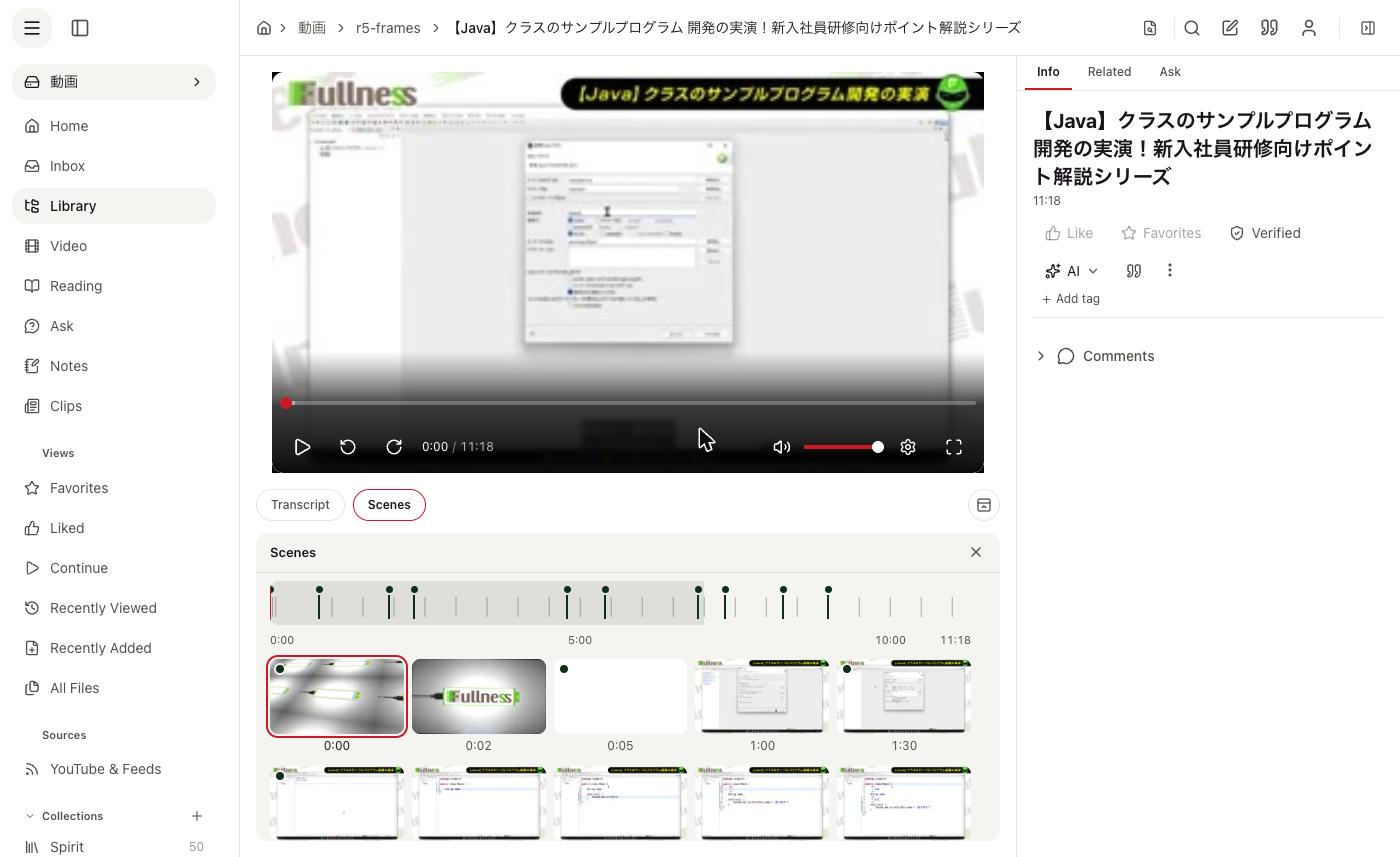 動画
Home
Inbox
Library
Video
Reading
Ask
Notes
Clips
Views
Favorites
Liked
Continue
Recently Viewed
Recently Added
All Files
Sources
YouTube & Feeds
Collections
Spirit 50
動画 r5-frames 【Java】クラスのサンプルプログラム 開発の実演！新入社員研修向けポイント解説シリーズ
Fullness
【Java】クラスのサンプルプログラム開発の実演
0:00 / 11:18
Transcript Scenes
Scenes
0:00 5:00 10:00 11:18
Fullness
0:00 0:02 0:05 1:00 1:30
Info Related Ask
【Java】クラスのサンプルプログラム
開発の実演！新入社員研修向けポイン
ト解説シリーズ
11:18
Like Favorites Verified
AI
+ Add tag
Comments